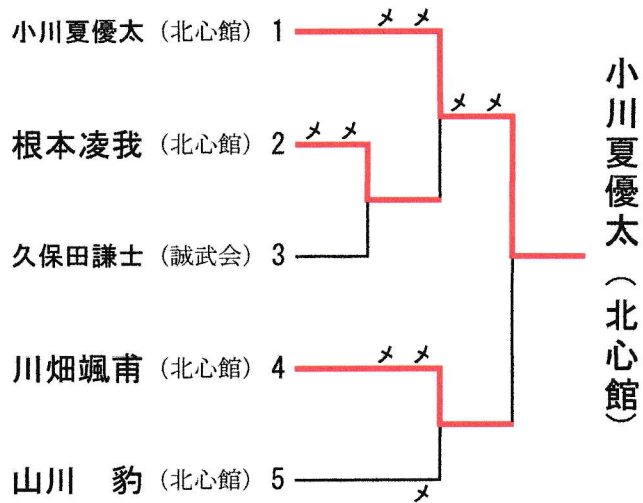 小川夏優太 (北心館) 1
メ メ
根本凌我 (北心館) 2
メ メ
メ メ
久保田謙士 (誠武会) 3
川畑颯甫 (北心館) 4
メ メ
山川 豹 (北心館) 5
メ
小川夏優太(北心館)